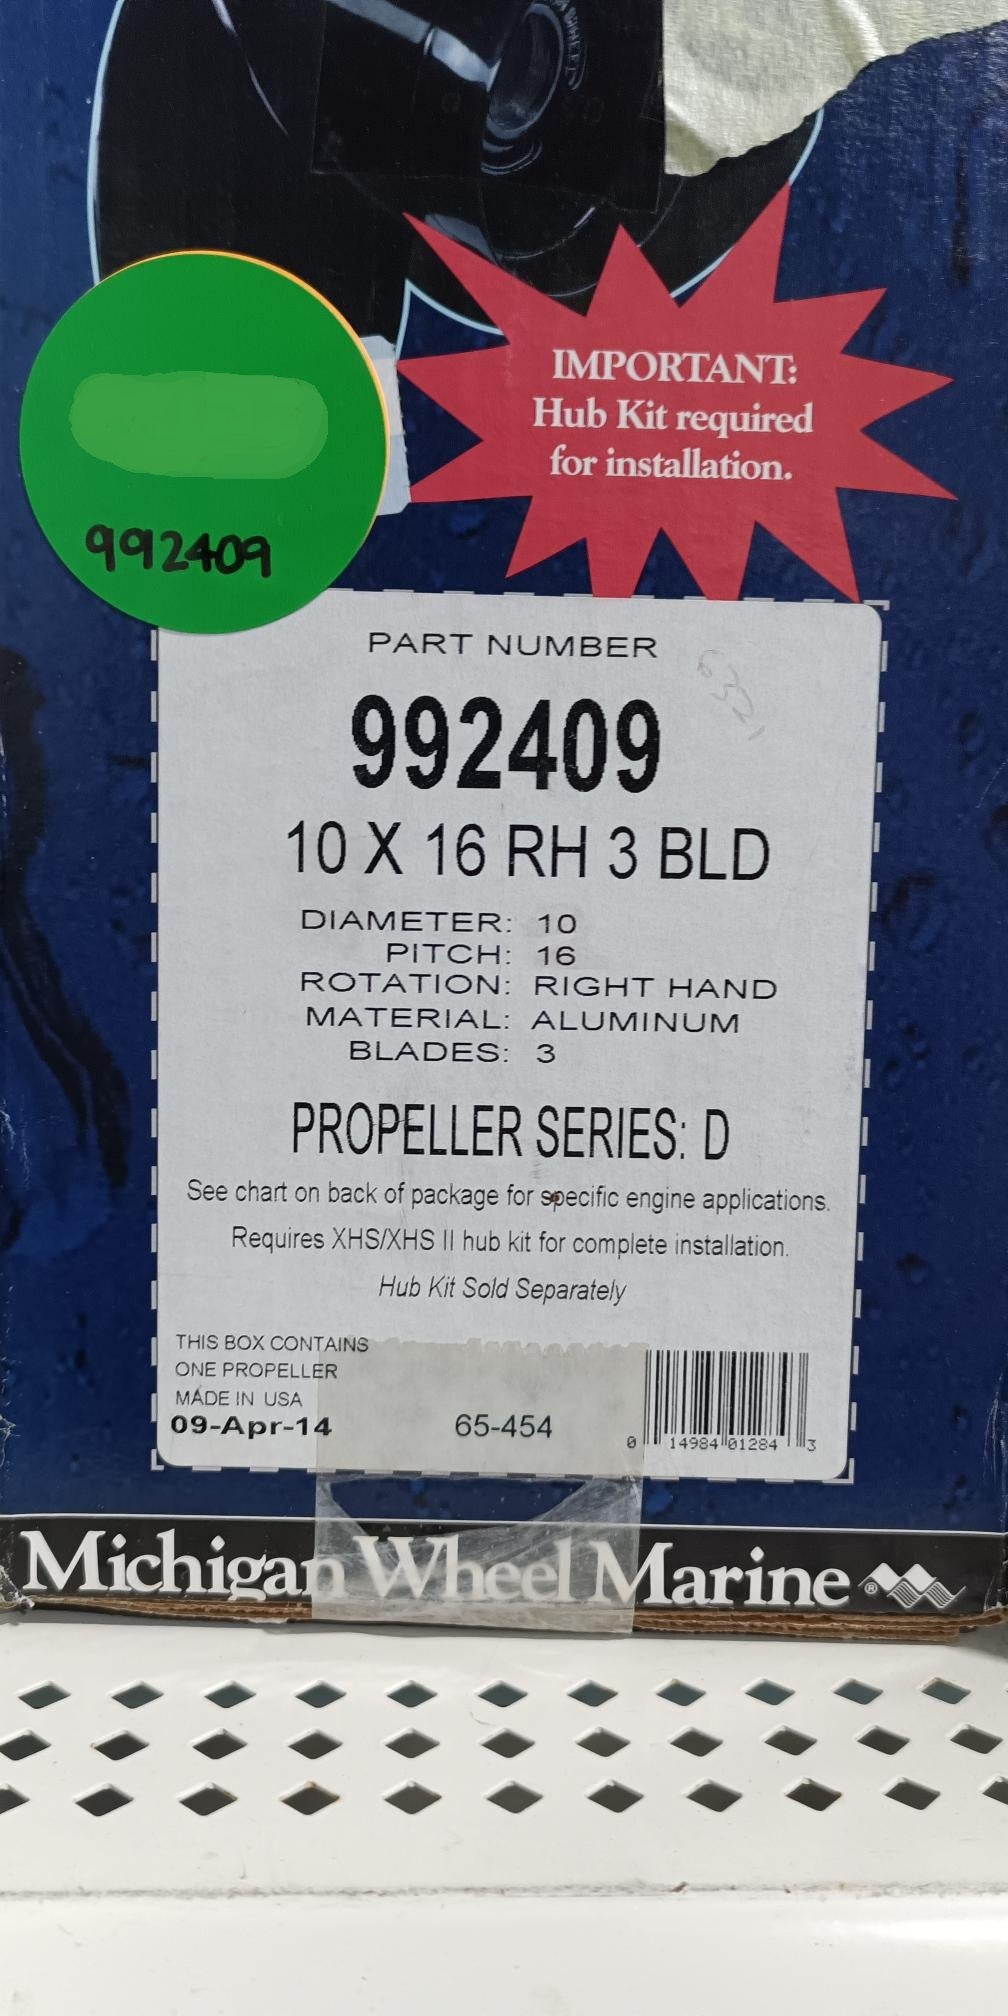 IMPORTANT:
Hub Kit required
for installation.
992409
PART NUMBER
992409
10 X 16 RH 3 BLD
DIAMETER: 10
PITCH: 16
ROTATION: RIGHT HAND
MATERIAL: ALUMINUM
BLADES: 3
PROPELLER SERIES: D
See chart on back of package for specific engine applications.
Requires XHS/XHS II hub kit for complete installation.
Hub Kit Sold Separately
THIS BOX CONTAINS
ONE PROPELLER
MADE IN USA
09-Apr-14
65-454
0 14984 01284 3
Michigan Wheel Marine ®